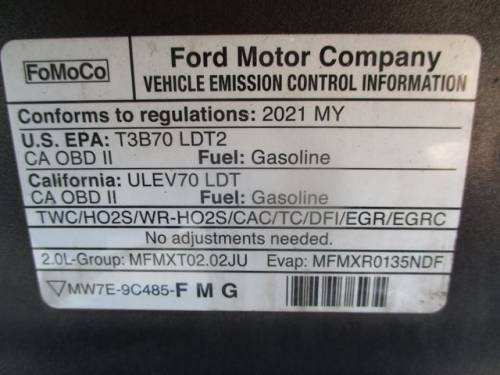 FoMoCo
Ford Motor Company
VEHICLE EMISSION CONTROL INFORMATION
Conforms to regulations: 2021 MY
U.S. EPA: T3B70 LDT2
CA OBD II Fuel: Gasoline
California: ULEV70 LDT
CA OBD II Fuel: Gasoline
TWC/HO2S/WR-HO2S/CAC/TC/DFI/EGR/EGRC
No adjustments needed.
2.0L-Group: MFMXT02.02JU Evap: MFMXR0135NDF
MW7E-9C485-F M G